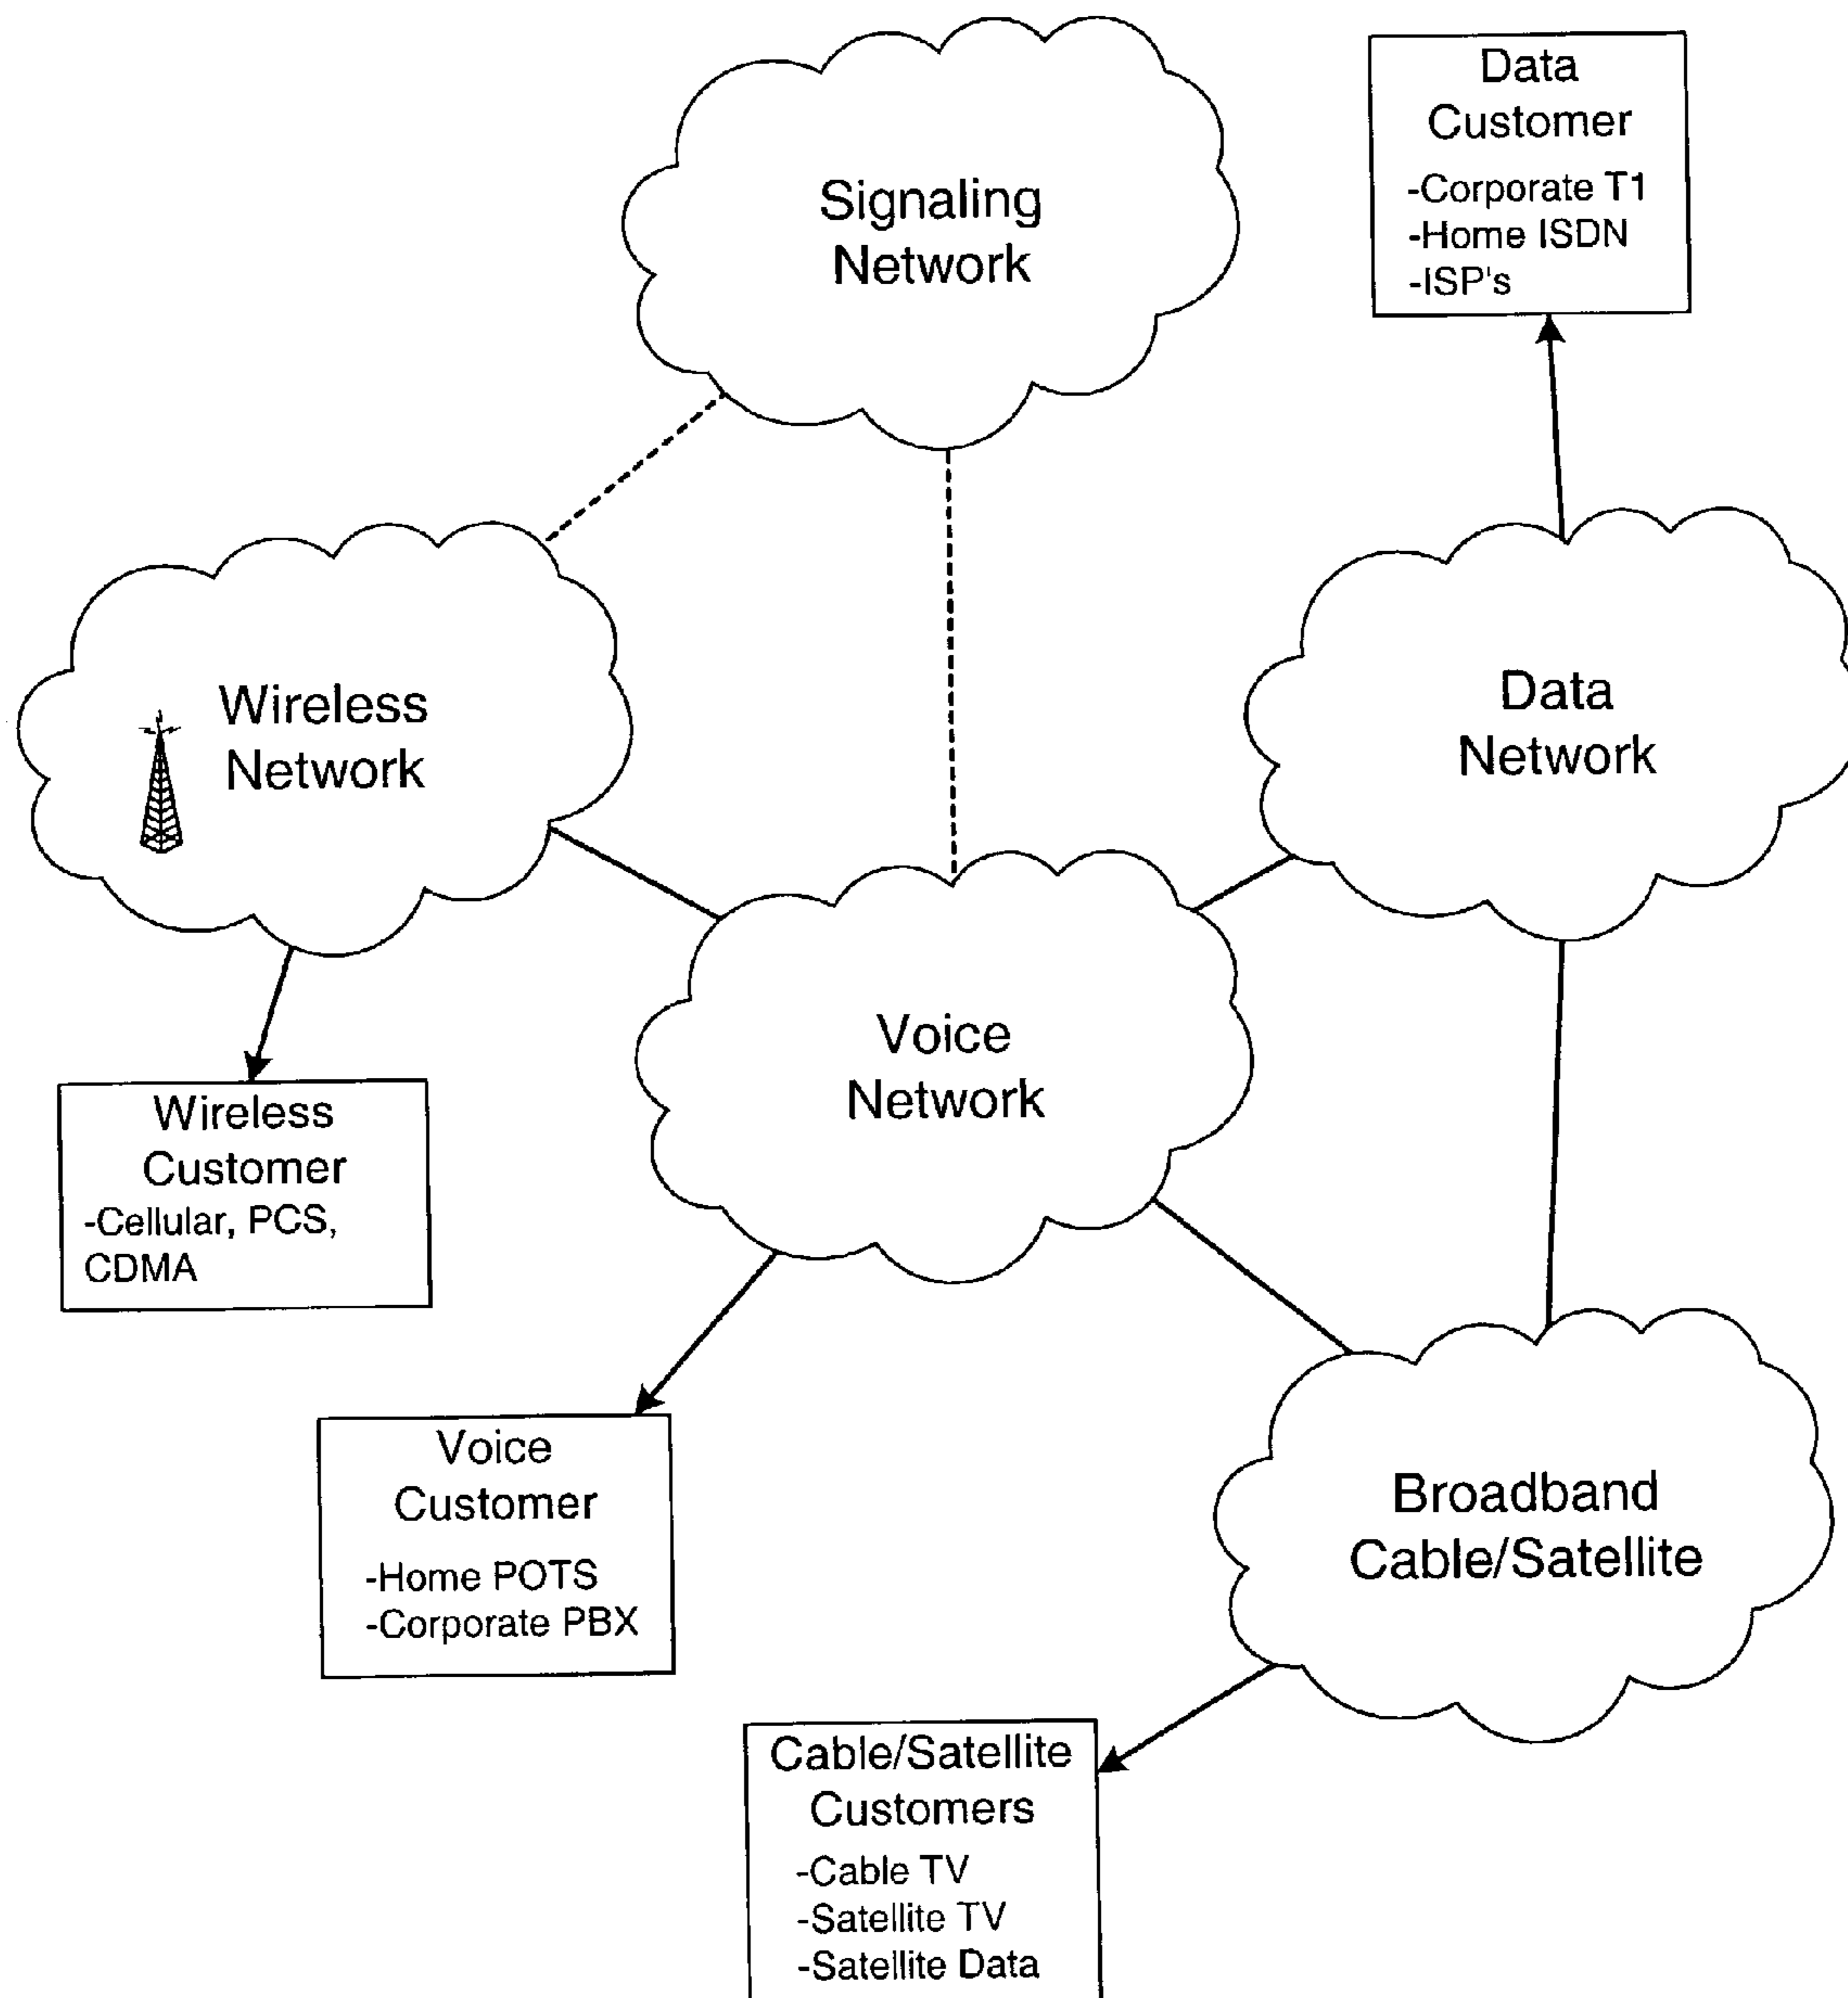 Signaling
Network
Data
Customer
-Corporate T1
-Home ISDN
-ISP's
Wireless
Network
Data
Network
Voice
Network
Wireless
Customer
-Cellular, PCS,
CDMA
Voice
Customer
-Home POTS
-Corporate PBX
Broadband
Cable/Satellite
Cable/Satellite
Customers
-Cable TV
-Satellite TV
-Satellite Data